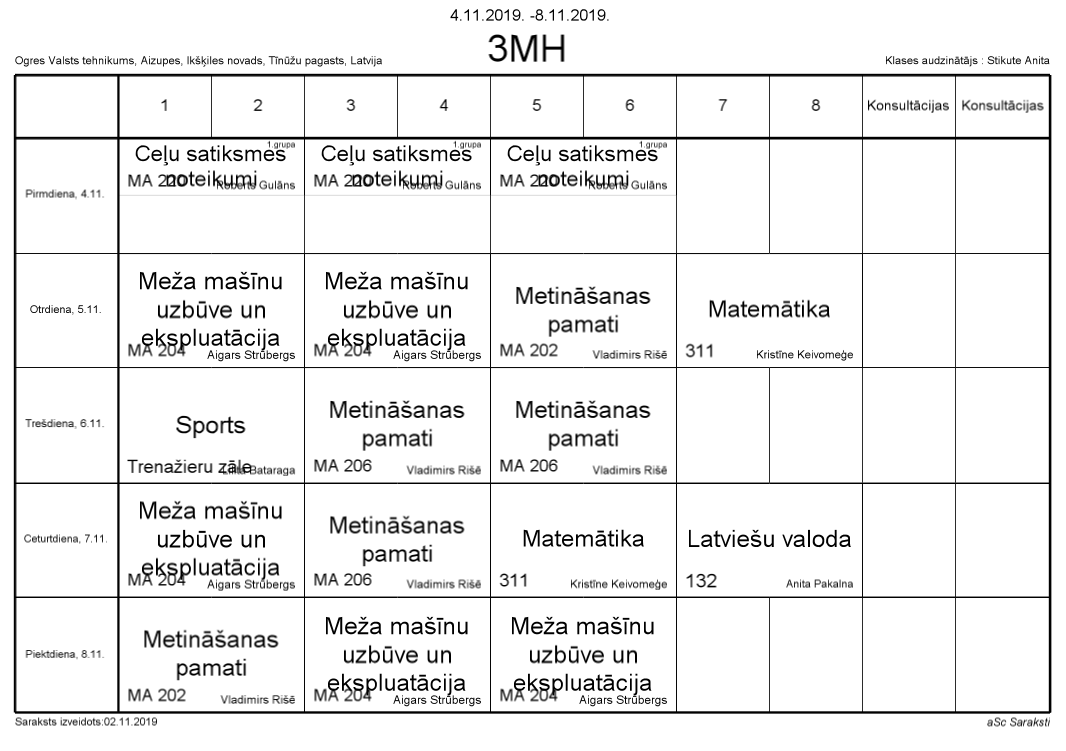 4.11.2019. -8.11.2019.
3MH
Ogres Valsts tehnikums, Aizupes, Ikšķiles novads, Tīnūžu pagasts, Latvija
Klases audzinātājs : Stikute Anita
1 2 3 4 5 6 7 8 Konsultācijas Konsultācijas
Pirmdiena, 4.11.
1.grupa
Ceļu satiksmes
noteikumi
MA 220 Roberts Gulāns
1.grupa
Ceļu satiksmes
noteikumi
MA 220 Roberts Gulāns
1.grupa
Ceļu satiksmes
noteikumi
MA 220 Roberts Gulāns
Otrdiena, 5.11.
Meža mašīnu
uzbūve un
ekspluatācija
MA 204 Aigars Strūbergs
Meža mašīnu
uzbūve un
ekspluatācija
MA 204 Aigars Strūbergs
Metināšanas
pamati
MA 202 Vladimirs Rišē
Matemātika
311 Kristīne Keivomeģe
Trešdiena, 6.11.
Sports
Trenažieru zāle Bataraga
Metināšanas
pamati
MA 206 Vladimirs Rišē
Metināšanas
pamati
MA 206 Vladimirs Rišē
Ceturtdiena, 7.11.
Meža mašīnu
uzbūve un
ekspluatācija
MA 204 Aigars Strūbergs
Metināšanas
pamati
MA 206 Vladimirs Rišē
Matemātika
311 Kristīne Keivomeģe
Latviešu valoda
132 Anita Pakalna
Piektdiena, 8.11.
Metināšanas
pamati
MA 202 Vladimirs Rišē
Meža mašīnu
uzbūve un
ekspluatācija
MA 204 Aigars Strūbergs
Meža mašīnu
uzbūve un
ekspluatācija
MA 204 Aigars Strūbergs
Saraksts izveidots:02.11.2019
aSc Saraksti